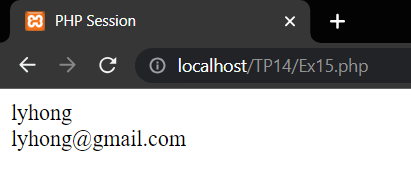 PHP Session
localhost/TP14/Ex15.php
lyhong
lyhong@gmail.com